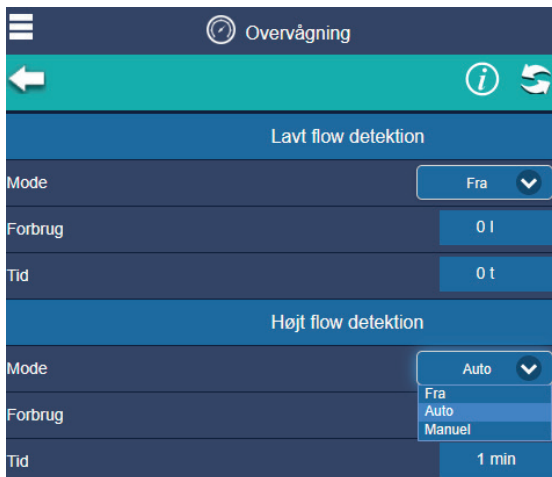 Overvågning
Lavt flow detektion
Mode Fra
Forbrug 0 l
Tid 0 t
Højt flow detektion
Mode Auto
Fra
Forbrug Auto
Manuel
Tid 1 min